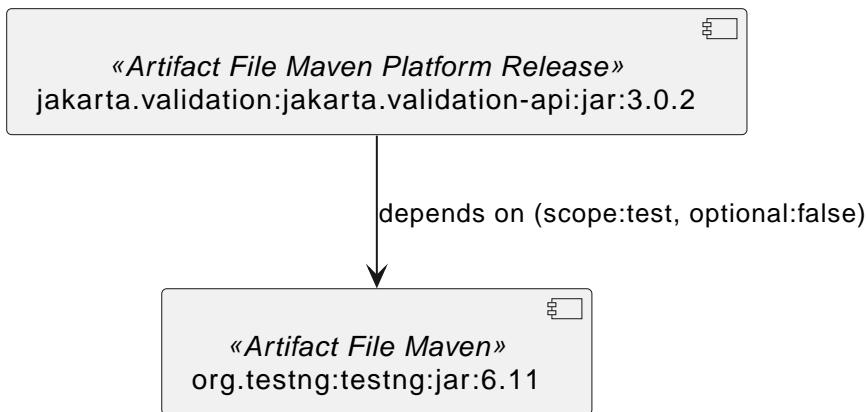 «Artifact File Maven Platform Release»
jakarta.validation:jakarta.validation-api:jar:3.0.2
depends on (scope:test, optional:false)
«Artifact File Maven»
org.testng:testng:jar:6.11